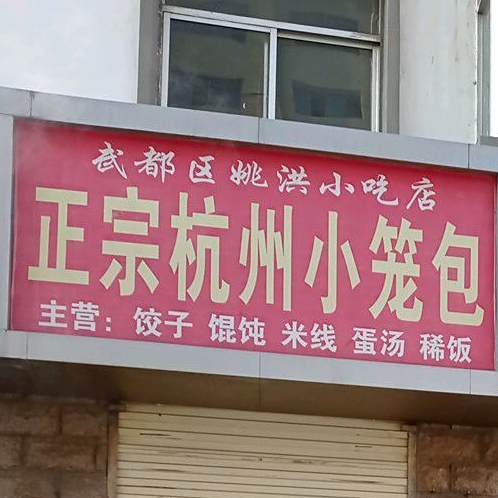 武都区姚洪小吃店
正宗杭州小笼包
主营：饺子 馄饨 米线 蛋汤 稀饭